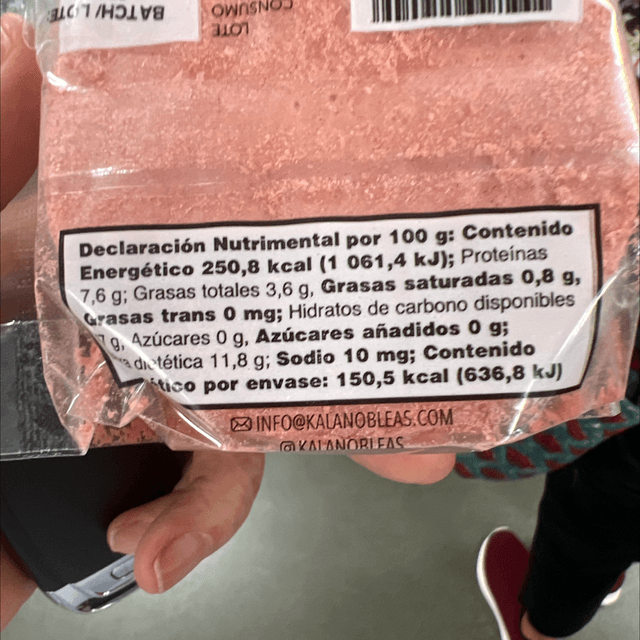 BATCH/LOTE
CONSUMO
LOTE
Declaración Nutrimental por 100 g: Contenido
Energético 250,8 kcal (1 061,4 kJ); Proteínas
7,6 g; Grasas totales 3,6 g, Grasas saturadas 0,8 g,
Grasas trans 0 mg; Hidratos de carbono disponibles
g, Azúcares 0 g, Azúcares añadidos 0 g;
dietética 11,8 g; Sodio 10 mg; Contenido
por envase: 150,5 kcal (636,8 kJ)
INFO@KALANOBLEAS.COM
@KALANOBLEAS